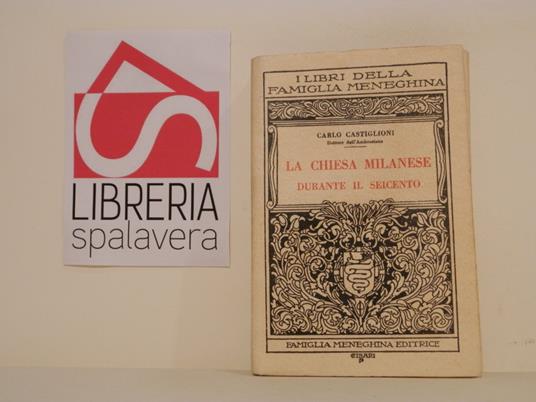 LIBRERIA
spalavera
I LIBRI DELLA
FAMIGLIA MENEGHINA
CARLO CASTIGLIONI
Dottore dell'Ambrosiana
LA CHIESA MILANESE
DURANTE IL SEICENTO
FAMIGLIA MENEGHINA EDITRICE